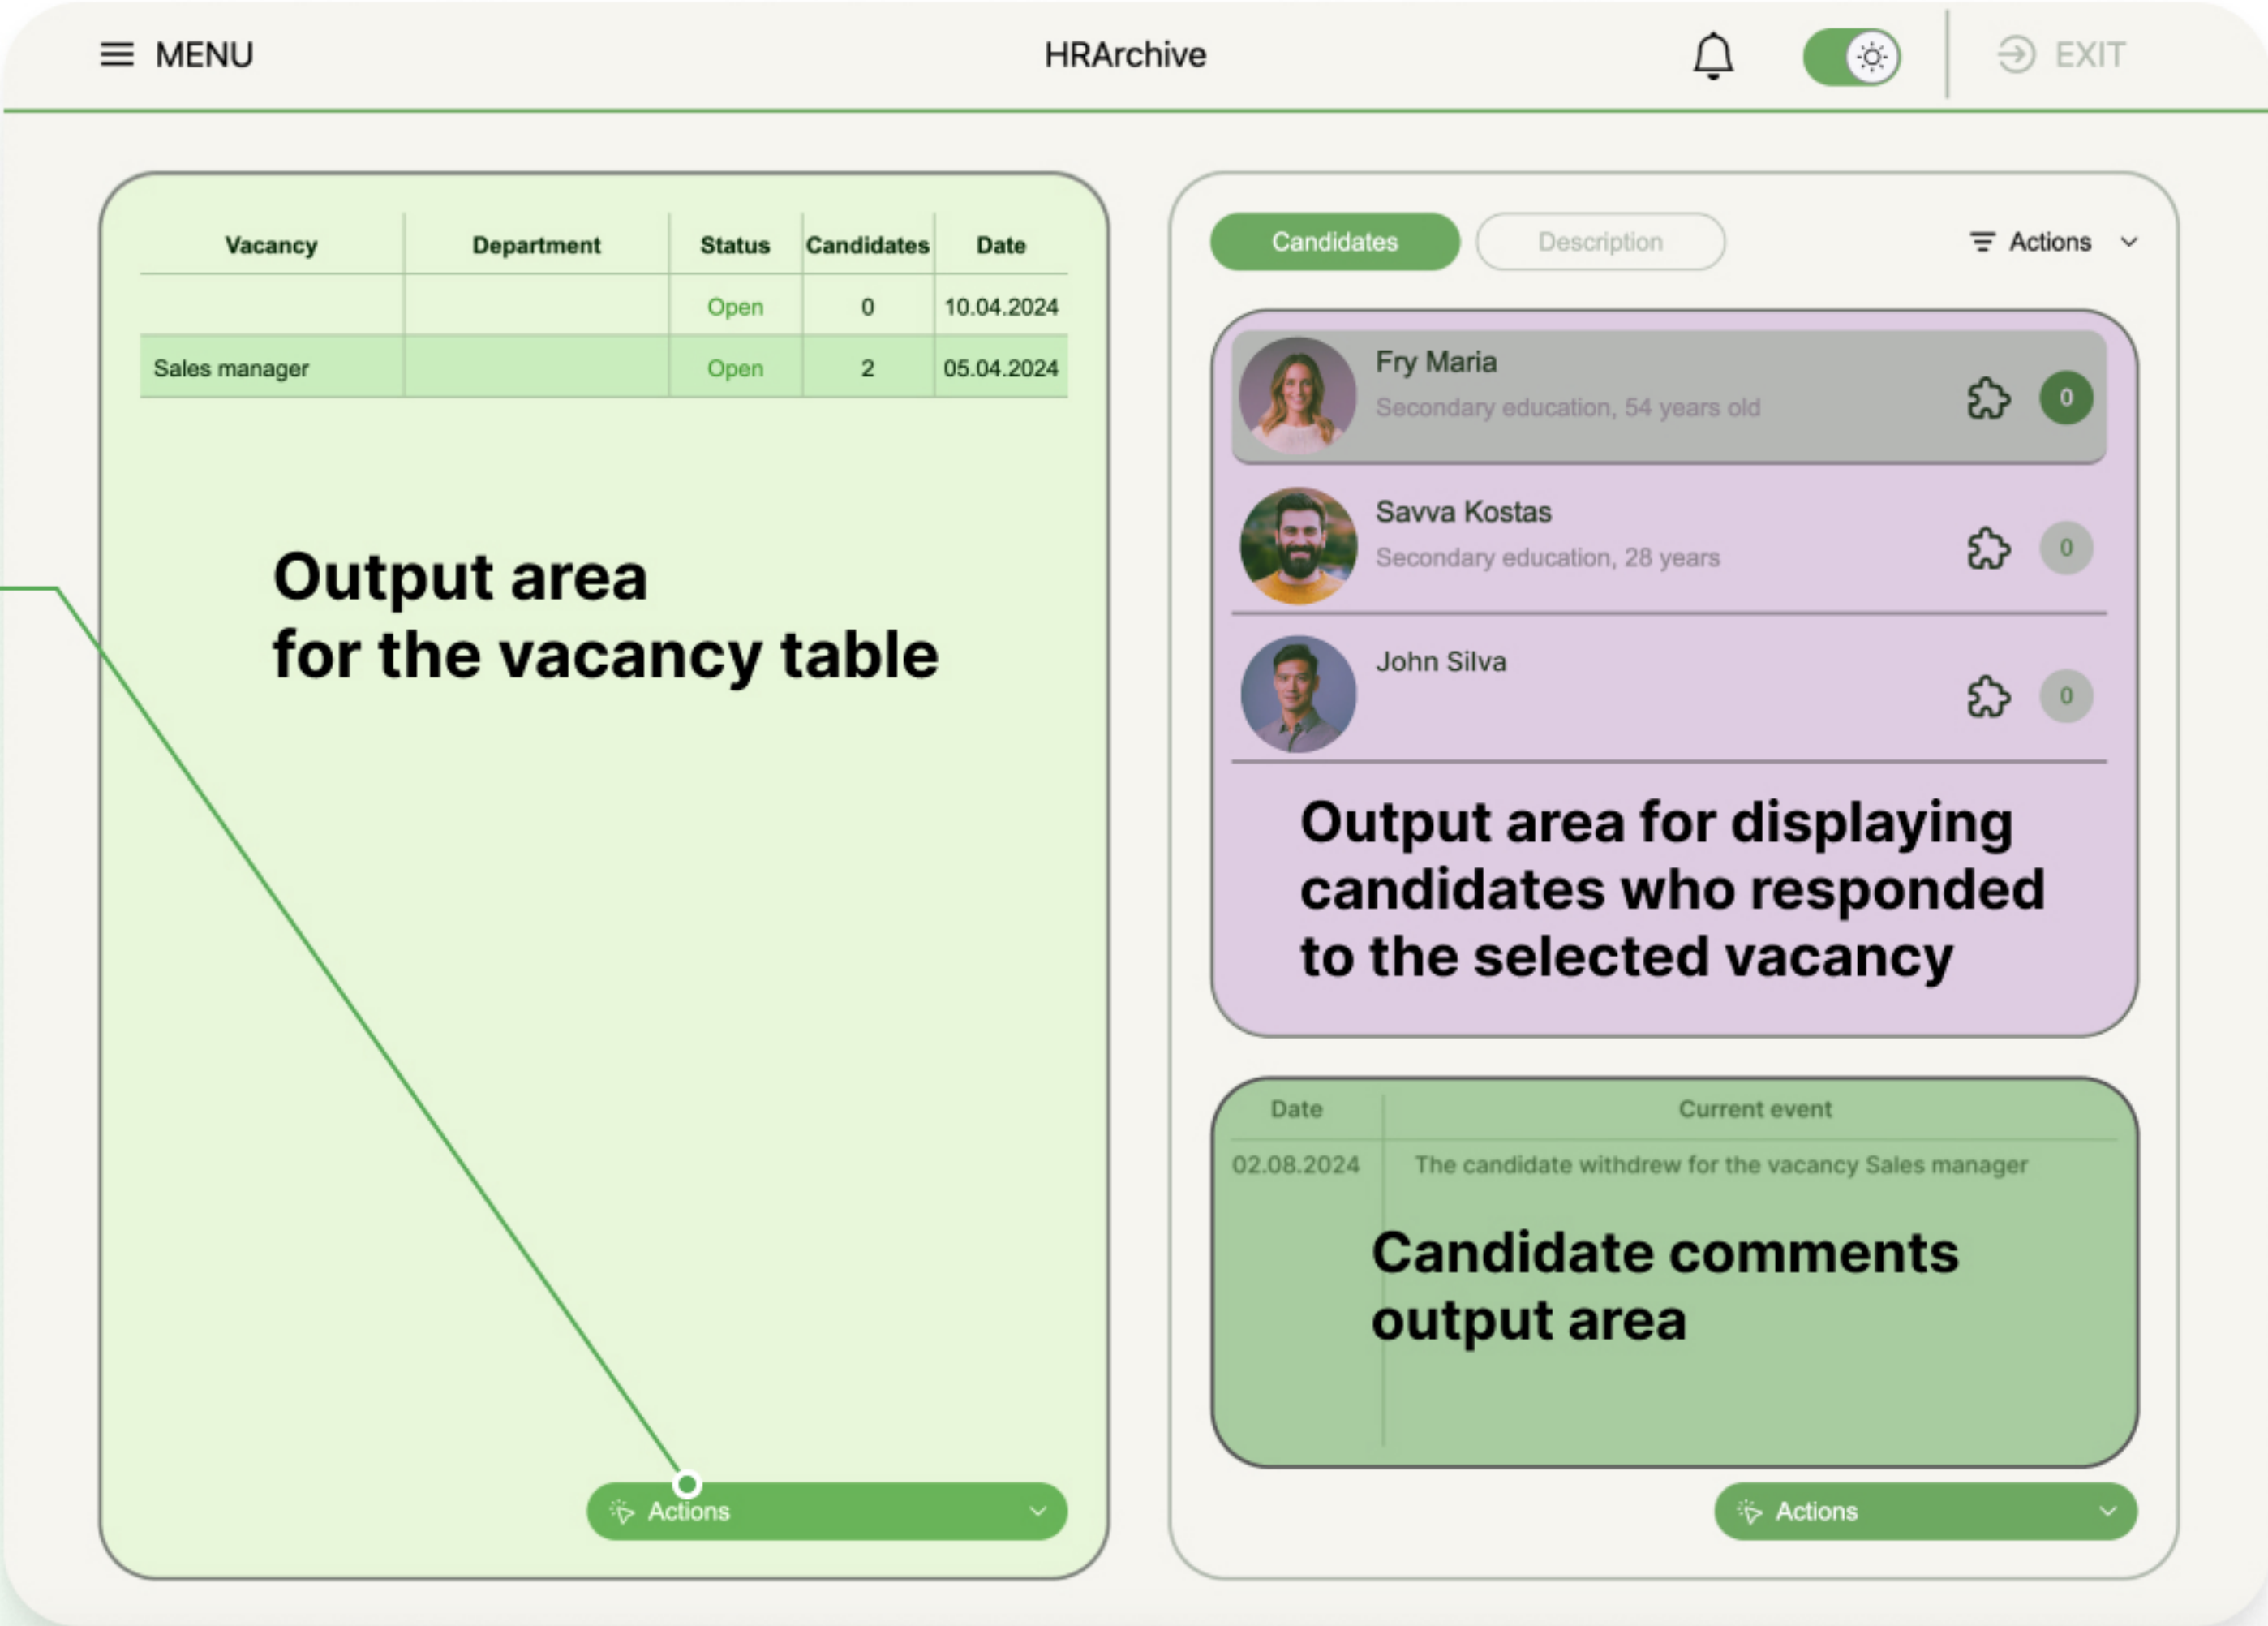 MENU
HRArchive
EXIT
Vacancy Department Status Candidates Date
Open 0 10.04.2024
Sales manager Open 2 05.04.2024
Output area
for the vacancy table
Actions
Candidates Description Actions
Fry Maria
Secondary education, 54 years old
0
Savva Kostas
Secondary education, 28 years
0
John Silva
0
Output area for displaying
candidates who responded
to the selected vacancy
Date Current event
02.08.2024 The candidate withdrew for the vacancy Sales manager
Candidate comments
output area
Actions